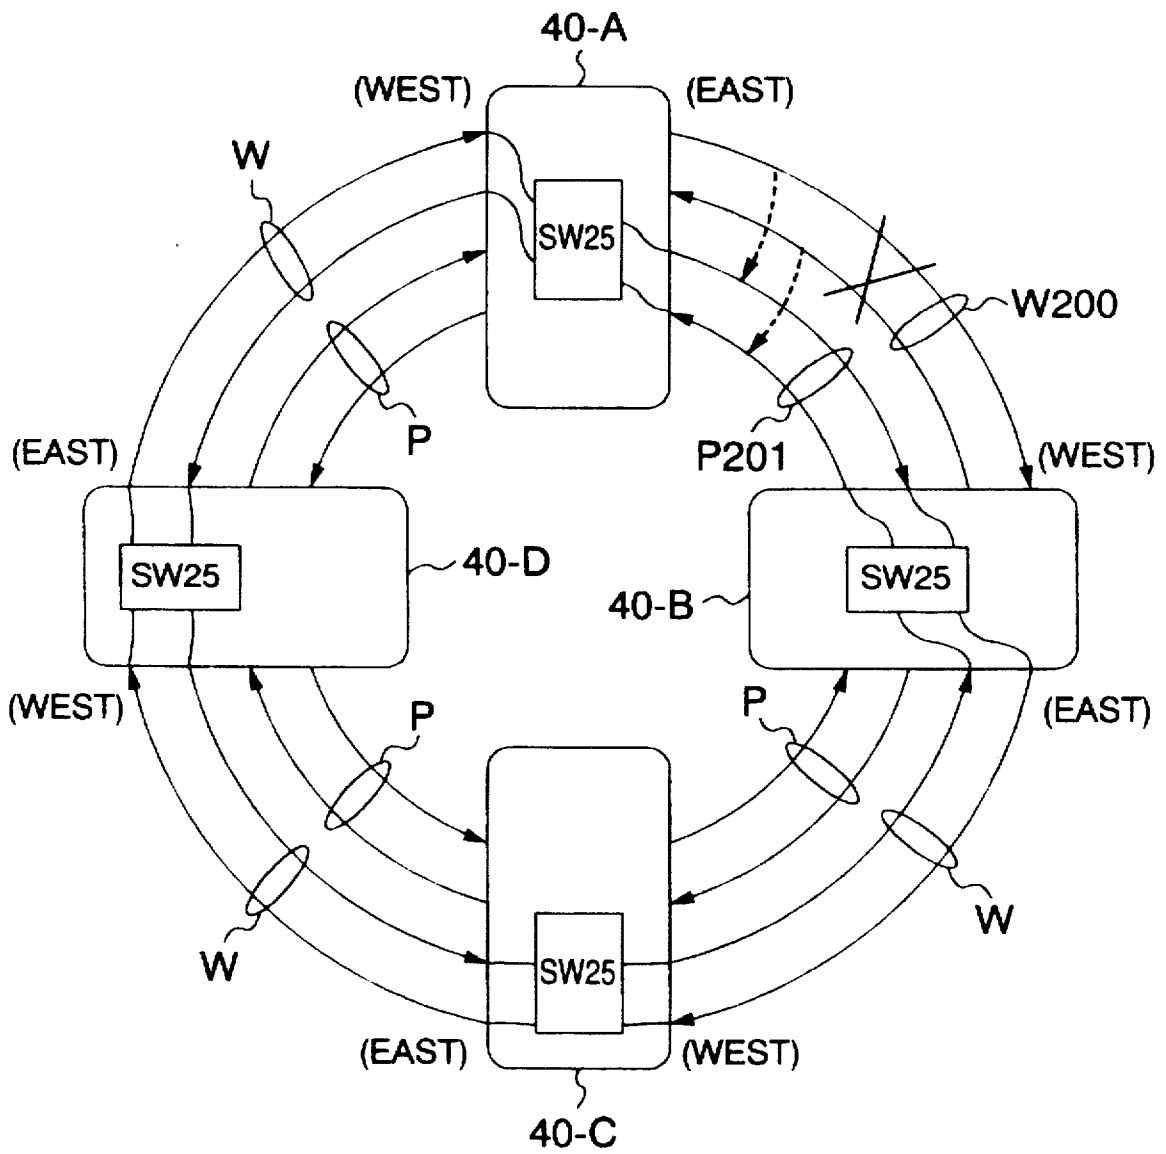 40-A
(WEST)
(EAST)
W
SW25
W200
P
P201
(EAST)
(WEST)
SW25
40-D
40-B
SW25
(WEST)
P
P
(EAST)
W
SW25
W
(EAST)
(WEST)
40-C